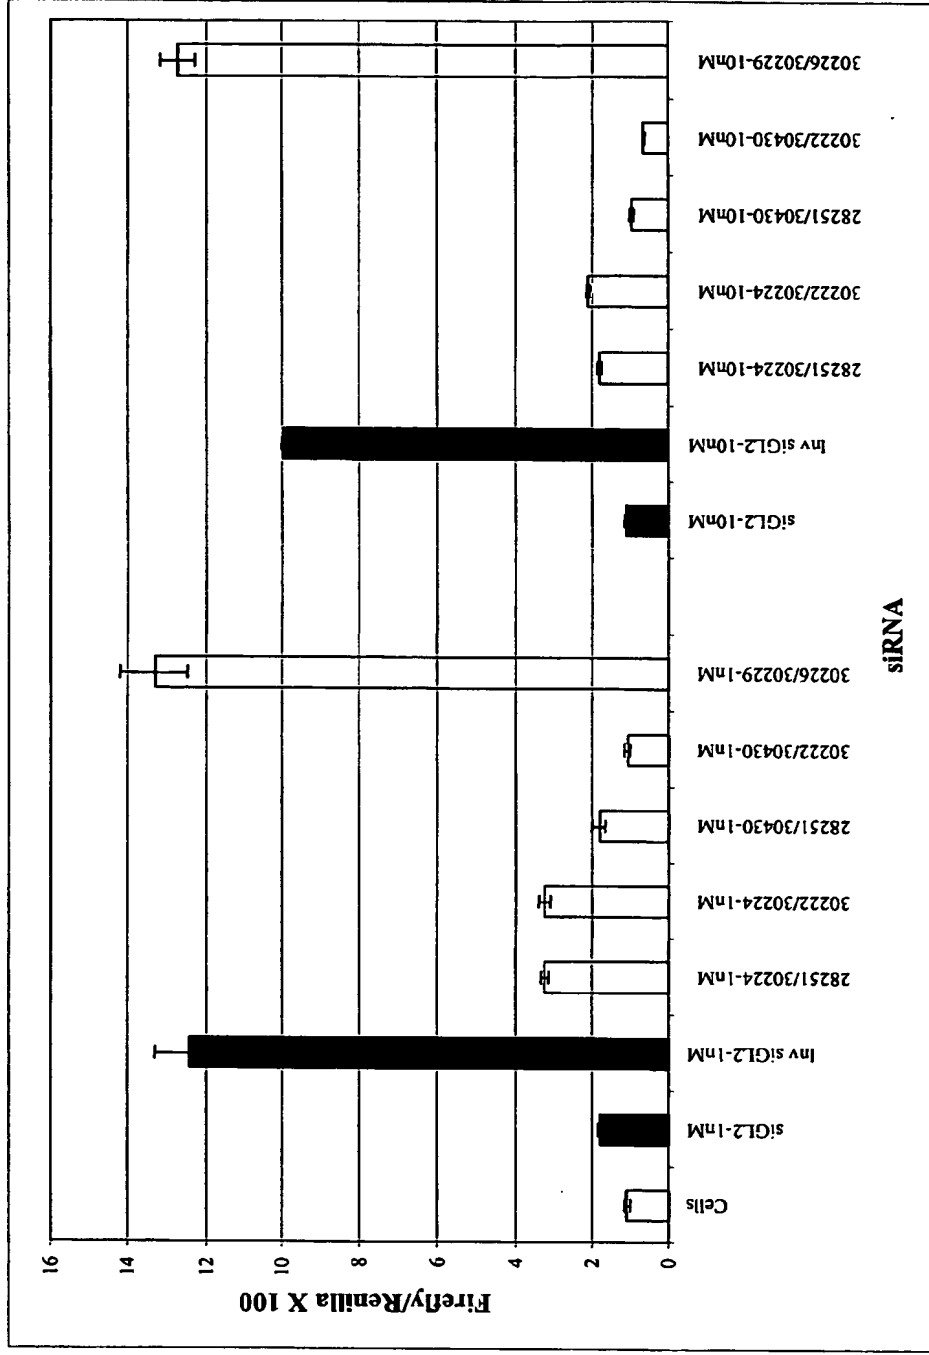 Firefly/Renilla X 100
16
14
12
10
8
6
4
2
0
Cells
siGL2-1nM
Inv siGL2-1nM
28251/30224-1nM
30222/30224-1nM
28251/30430-1nM
30222/30430-1nM
30226/30229-1nM
siGL2-10nM
Inv siGL2-10nM
28251/30224-10nM
30222/30224-10nM
28251/30430-10nM
30222/30430-10nM
30226/30229-10nM
siRNA